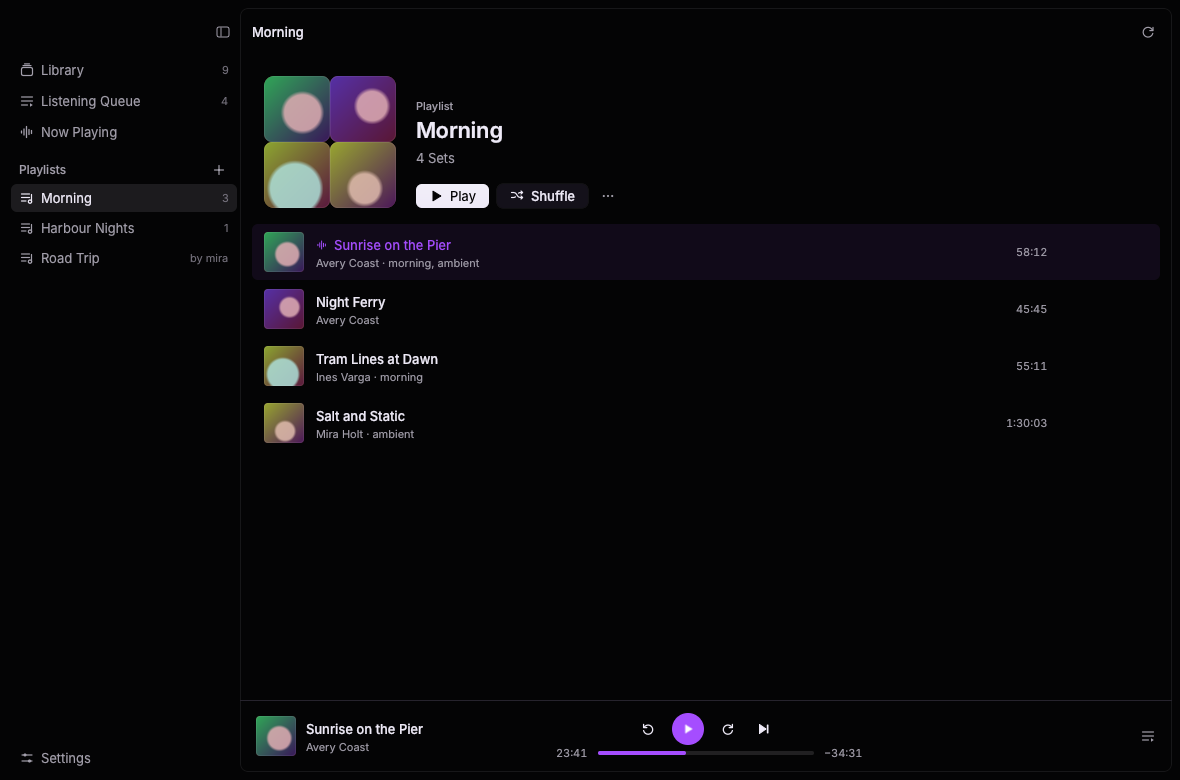 Morning
Library 9
Listening Queue 4
Now Playing
Playlists
Morning 3
Harbour Nights 1
Road Trip by mira
Settings
Playlist
Morning
4 Sets
Play Shuffle
Sunrise on the Pier
Avery Coast · morning, ambient
58:12
Night Ferry
Avery Coast
45:45
Tram Lines at Dawn
Ines Varga · morning
55:11
Salt and Static
Mira Holt · ambient
1:30:03
Sunrise on the Pier
Avery Coast
23:41 −34:31